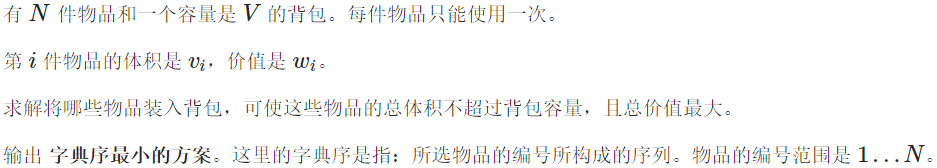 有 N 件物品和一个容量是 V 的背包。每件物品只能使用一次。
第 i 件物品的体积是 vᵢ，价值是 wᵢ。
求解将哪些物品装入背包，可使这些物品的总体积不超过背包容量，且总价值最大。
输出 字典序最小的方案。这里的字典序是指：所选物品的编号所构成的序列。物品的编号范围是 1…N。